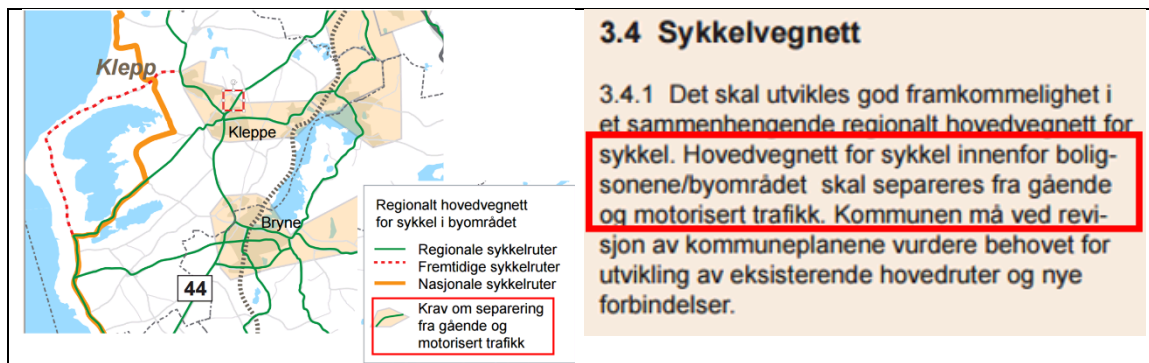 Klepp
Kleppe
Bryne
44
Regionalt hovedvegnett
for sykkel i byområdet
Regionale sykkelruter
Fremtidige sykkelruter
Nasjonale sykkelruter
Krav om separering
fra gående og
motorisert trafikk
3.4 Sykkelvegnett
3.4.1 Det skal utvikles god framkommelighet i
et sammenhengende regionalt hovedvegnett for
sykkel. Hovedvegnett for sykkel innenfor bolig-
sonene/byområdet skal separeres fra gående
og motorisert trafikk. Kommunen må ved revi-
sjon av kommuneplanene vurdere behovet for
utvikling av eksisterende hovedruter og nye
forbindelser.